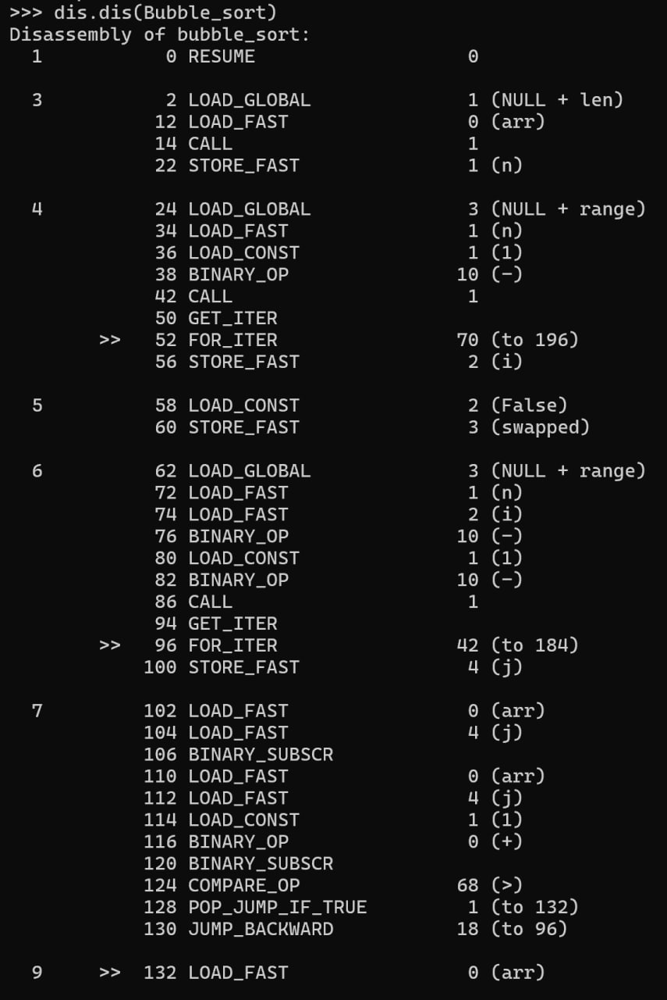 >>> dis.dis(Bubble_sort)
Disassembly of bubble_sort:
  1           0 RESUME                   0

  3           2 LOAD_GLOBAL              1 (NULL + len)
             12 LOAD_FAST                0 (arr)
             14 CALL                     1
             22 STORE_FAST               1 (n)

  4          24 LOAD_GLOBAL              3 (NULL + range)
             34 LOAD_FAST                1 (n)
             36 LOAD_CONST               1 (1)
             38 BINARY_OP               10 (-)
             42 CALL                     1
             50 GET_ITER
        >>   52 FOR_ITER                70 (to 196)
             56 STORE_FAST               2 (i)

  5          58 LOAD_CONST               2 (False)
             60 STORE_FAST               3 (swapped)

  6          62 LOAD_GLOBAL              3 (NULL + range)
             72 LOAD_FAST                1 (n)
             74 LOAD_FAST                2 (i)
             76 BINARY_OP               10 (-)
             80 LOAD_CONST               1 (1)
             82 BINARY_OP               10 (-)
             86 CALL                     1
             94 GET_ITER
        >>   96 FOR_ITER                42 (to 184)
            100 STORE_FAST               4 (j)

  7         102 LOAD_FAST                0 (arr)
            104 LOAD_FAST                4 (j)
            106 BINARY_SUBSCR
            110 LOAD_FAST                0 (arr)
            112 LOAD_FAST                4 (j)
            114 LOAD_CONST               1 (1)
            116 BINARY_OP                0 (+)
            120 BINARY_SUBSCR
            124 COMPARE_OP              68 (>)
            128 POP_JUMP_IF_TRUE         1 (to 132)
            130 JUMP_BACKWARD           18 (to 96)

  9     >>  132 LOAD_FAST                0 (arr)